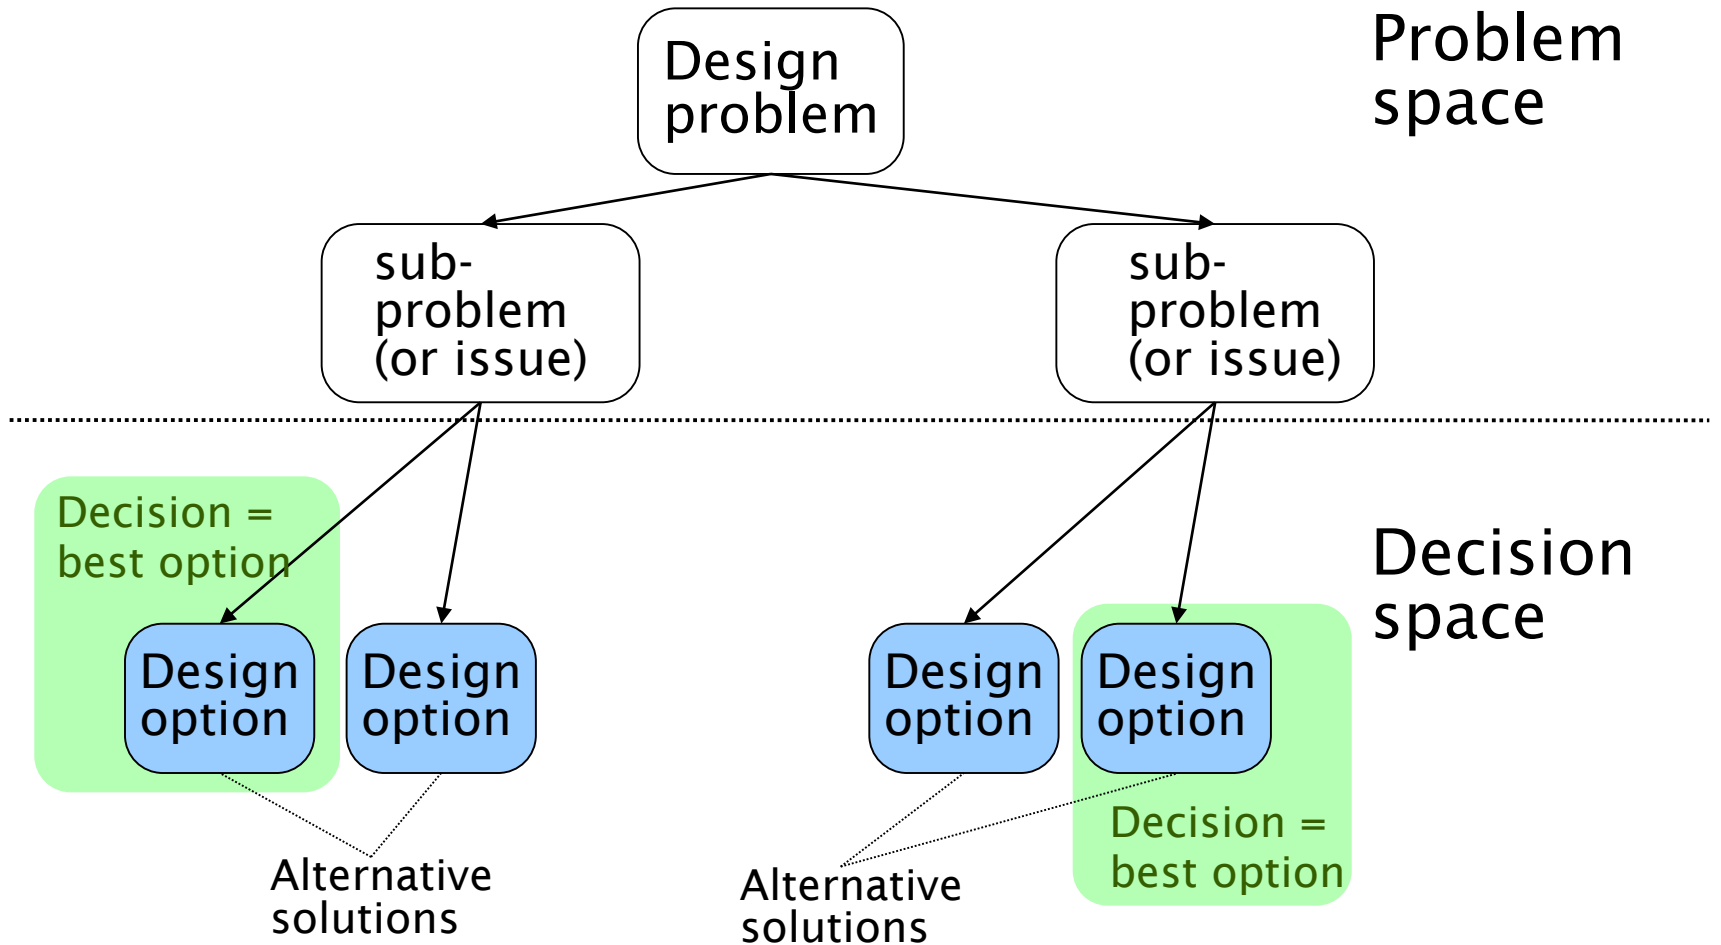 Design
problem
Problem
space
sub-
problem
(or issue)
sub-
problem
(or issue)
Decision =
best option
Decision
space
Design
option
Design
option
Design
option
Design
option
Decision =
best option
Alternative
solutions
Alternative
solutions